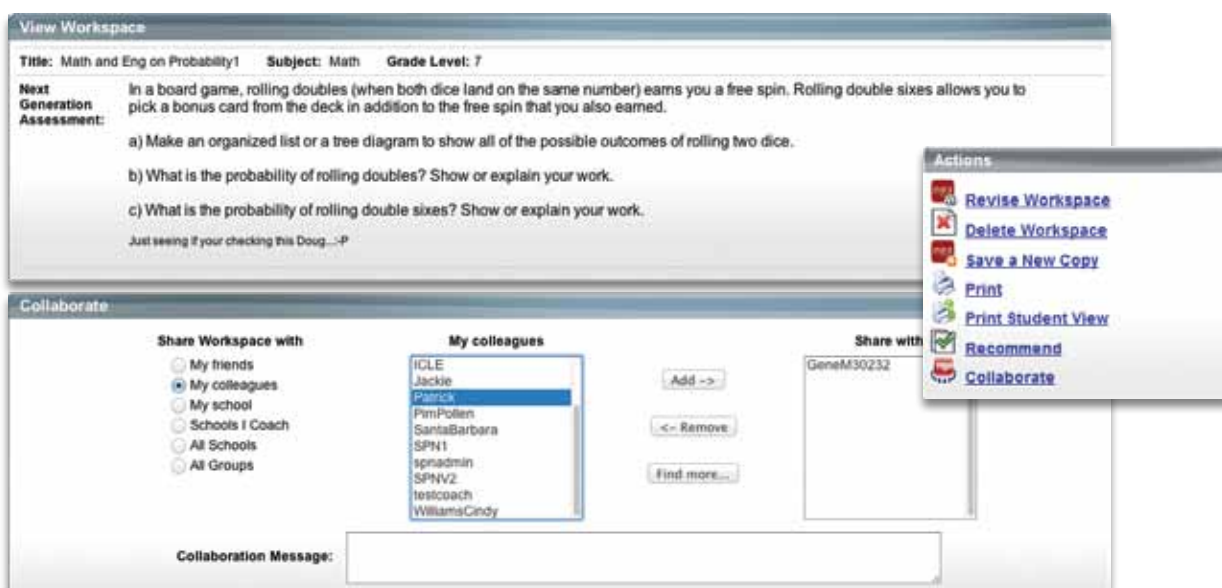 View Workspace
Title: Math and Eng on Probability1 Subject: Math Grade Level: 7
Next Generation Assessment:
In a board game, rolling doubles (when both dice land on the same number) earns you a free spin. Rolling double sixes allows you to
pick a bonus card from the deck in addition to the free spin that you also earned.
a) Make an organized list or a tree diagram to show all of the possible outcomes of rolling two dice.
b) What is the probability of rolling doubles? Show or explain your work.
c) What is the probability of rolling double sixes? Show or explain your work.
Just seeing if your checking this Doug...:-P
Actions
Revise Workspace
Delete Workspace
Save a New Copy
Print
Print Student View
Recommend
Collaborate
Collaborate
Share Workspace with
My friends
My colleagues
My school
Schools I Coach
All Schools
All Groups
My colleagues
ICLE
Jackie
Patrick
PimPollen
SantaBarbara
SPN1
spnadmin
SPNV2
testcoach
WilliamsCindy
Add ->
<- Remove
Find more...
Share with
GeneM30232
Collaboration Message: